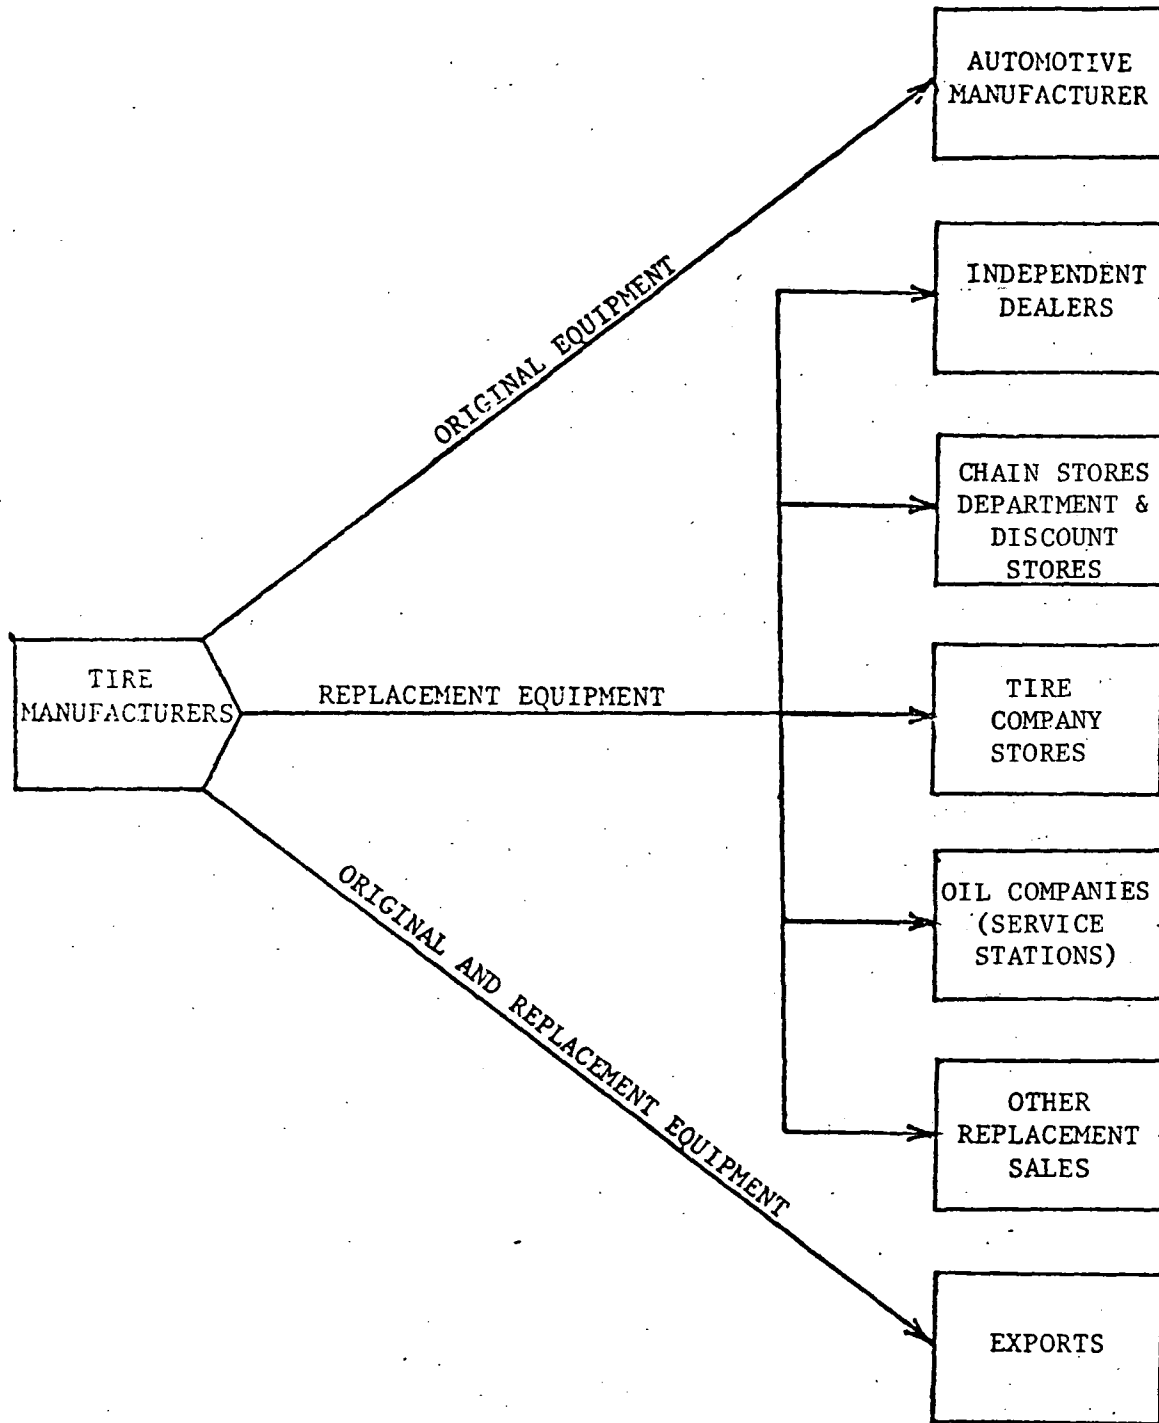 AUTOMOTIVE
MANUFACTURER
INDEPENDENT
DEALERS
ORIGINAL EQUIPMENT
CHAIN STORES
DEPARTMENT &
DISCOUNT
STORES
TIRE
MANUFACTURERS
REPLACEMENT EQUIPMENT
TIRE
COMPANY
STORES
ORIGINAL AND REPLACEMENT EQUIPMENT
OIL COMPANIES
(SERVICE
STATIONS)
OTHER
REPLACEMENT
SALES
EXPORTS